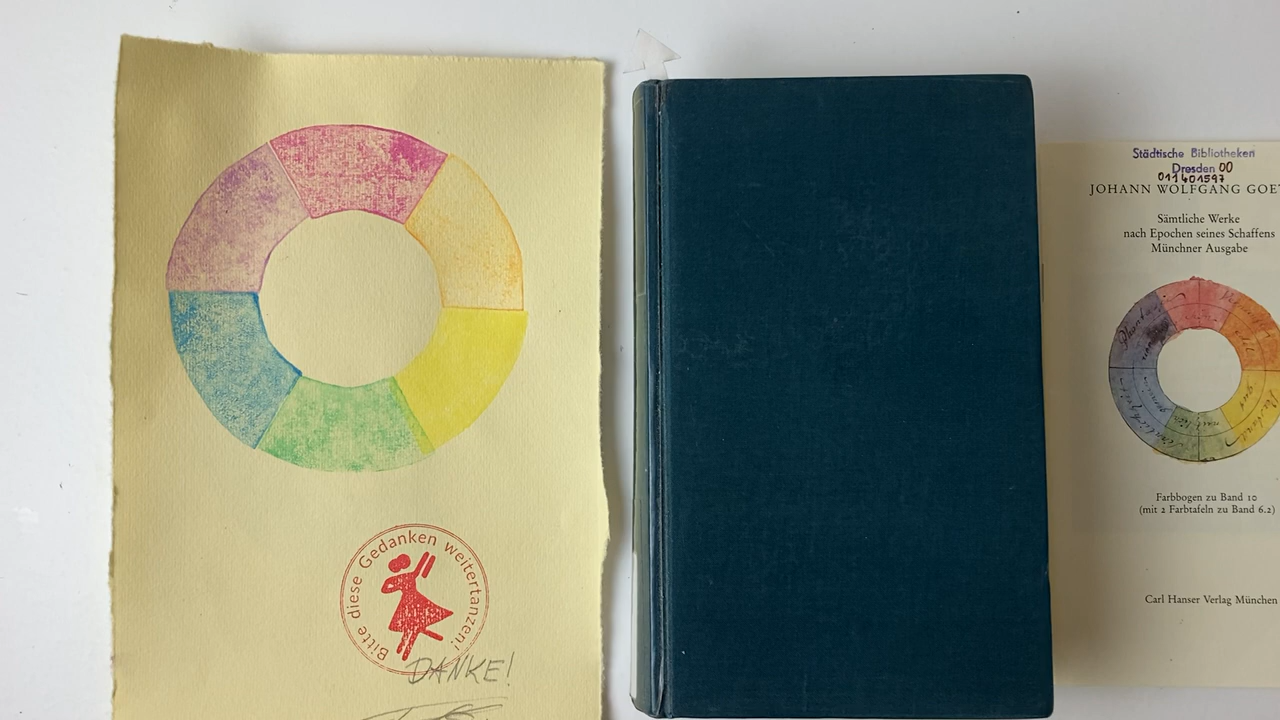 Bitte diese Gedanken weitertanzen!
DANKE!
Städtische Bibliotheken
Dresden 00
011401597
JOHANN WOLFGANG GOE
Sämtliche Werke
nach Epochen seines Schaffens
Münchner Ausgabe
Farbbogen zu Band 10
(mit 2 Farbtafeln zu Band 6.2)
Carl Hanser Verlag München